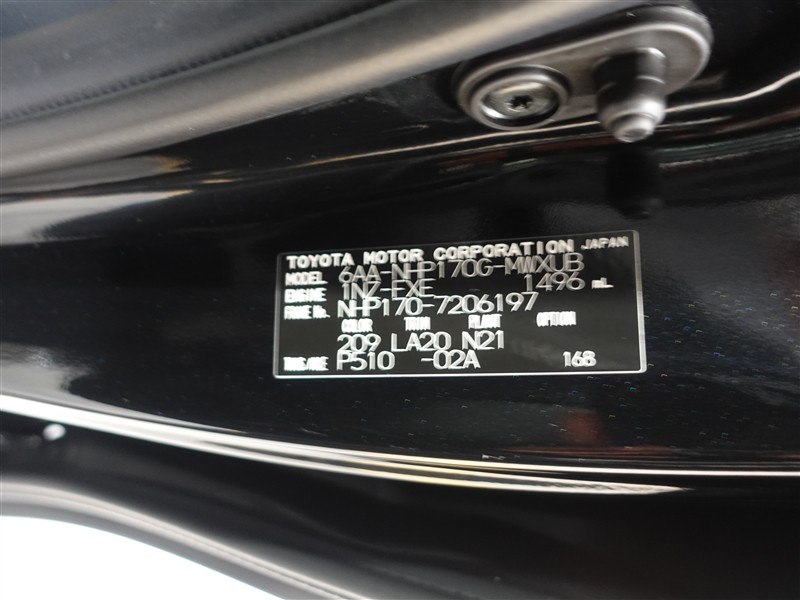 TOYOTA MOTOR CORPORATION JAPAN
MODEL 6AA-NHP170G-MWXUB
ENGINE 1NZ-FXE 1496 mL
FRAME No. NHP170-7206197
COLOR TRIM PLANT OPTION
209 LA20 N21
TRANS/AXLE P510 -02A 168